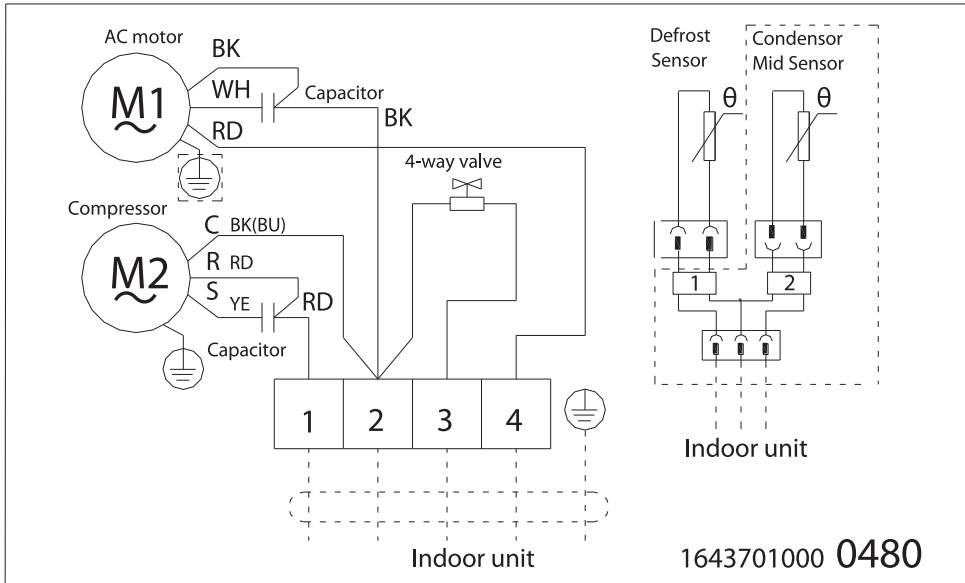 AC motor
BK
M1
WH
Capacitor
BK
RD
4-way valve
Compressor
C BK(BU)
M2
R RD
S YE
RD
Capacitor
1 2 3 4
Indoor unit
Defrost
Sensor
Condensor
Mid Sensor
θ θ
1 2
Indoor unit
1643701000 0480